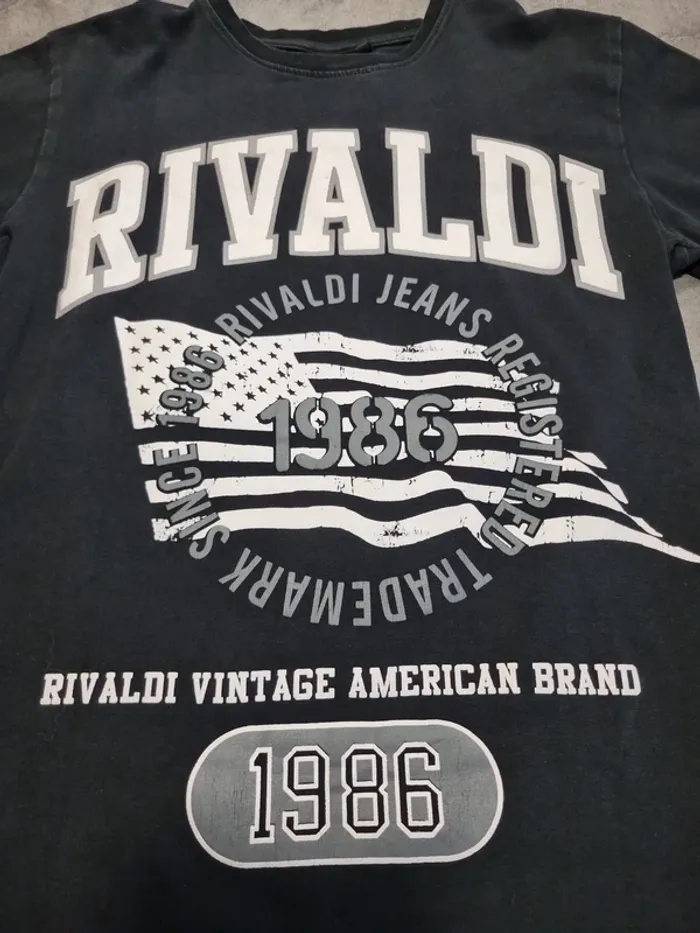 RIVALDI
RIVALDI JEANS REGISTERED TRADEMARK SINCE 1986
1986
RIVALDI VINTAGE AMERICAN BRAND
1986